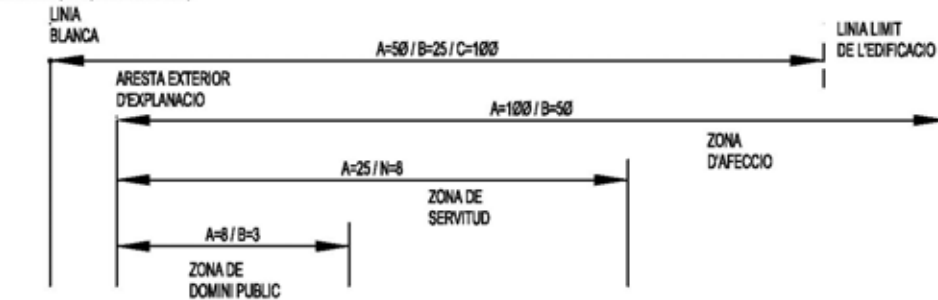 LINIA
BLANCA
A=5Ø / B=25 / C=1ØØ
LINIA LIMIT
DE L'EDIFICACIO
ARESTA EXTERIOR
D'EXPLANACIO
A=1ØØ / B=5Ø
ZONA
D'AFECCIO
A=25 / N=8
ZONA DE
SERVITUD
A=8 / B=3
ZONA DE
DOMINI PUBLIC